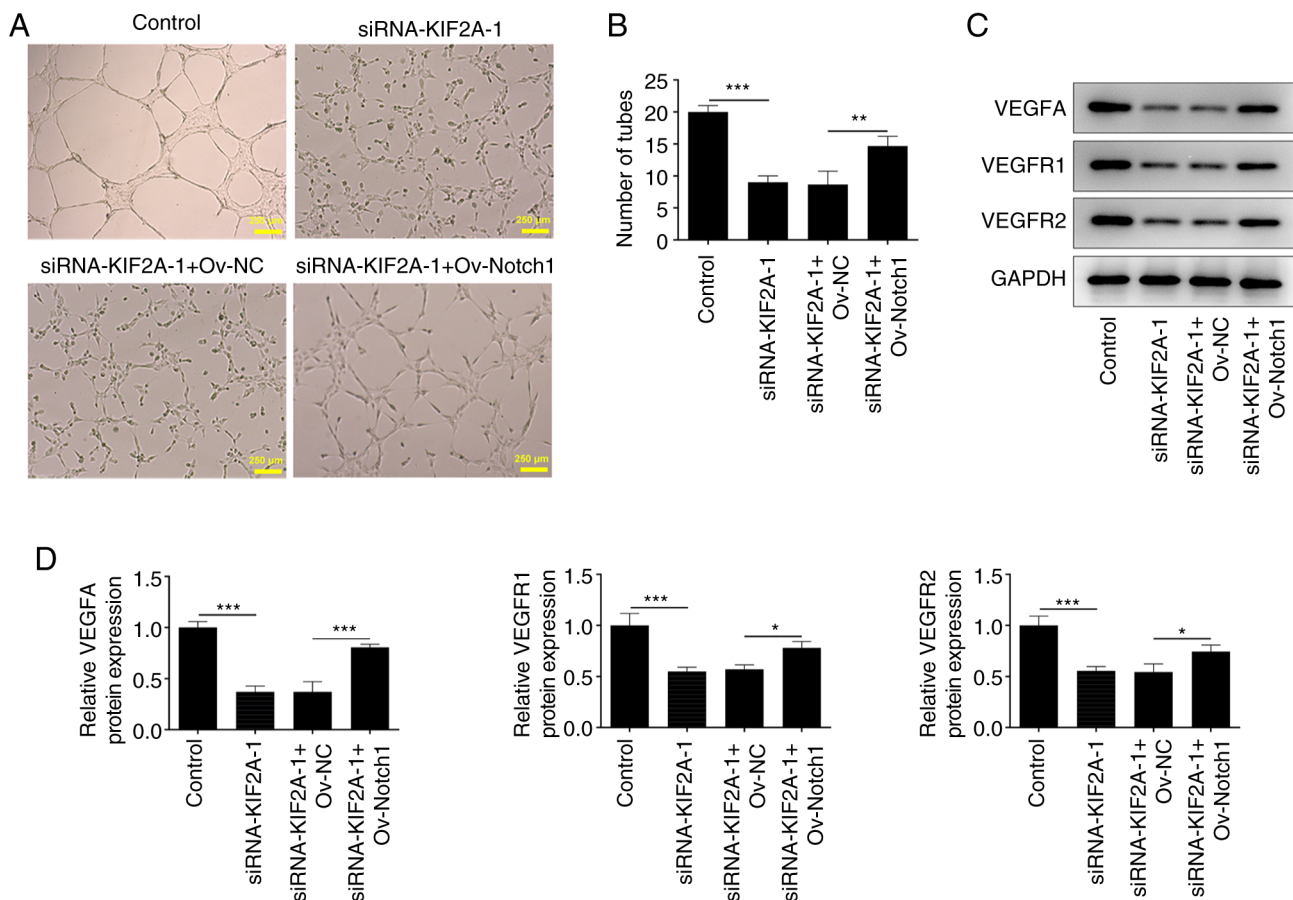 A
Control
siRNA-KIF2A-1
250 µm
250 µm
siRNA-KIF2A-1+Ov-NC
siRNA-KIF2A-1+Ov-Notch1
250 µm
250 µm
B
Number of tubes
25
20
15
10
5
0
***
**
Control
siRNA-KIF2A-1
siRNA-KIF2A-1+
Ov-NC
siRNA-KIF2A-1+
Ov-Notch1
C
VEGFA
VEGFR1
VEGFR2
GAPDH
Control
siRNA-KIF2A-1
siRNA-KIF2A-1+
Ov-NC
siRNA-KIF2A-1+
Ov-Notch1
D
Relative VEGFA
protein expression
1.5
1.0
0.5
0.0
***
***
Control
siRNA-KIF2A-1
siRNA-KIF2A-1+
Ov-NC
siRNA-KIF2A-1+
Ov-Notch1
Relative VEGFR1
protein expression
1.5
1.0
0.5
0.0
***
*
Control
siRNA-KIF2A-1
siRNA-KIF2A-1+
Ov-NC
siRNA-KIF2A-1+
Ov-Notch1
Relative VEGFR2
protein expression
1.5
1.0
0.5
0.0
***
*
Control
siRNA-KIF2A-1
siRNA-KIF2A-1+
Ov-NC
siRNA-KIF2A-1+
Ov-Notch1